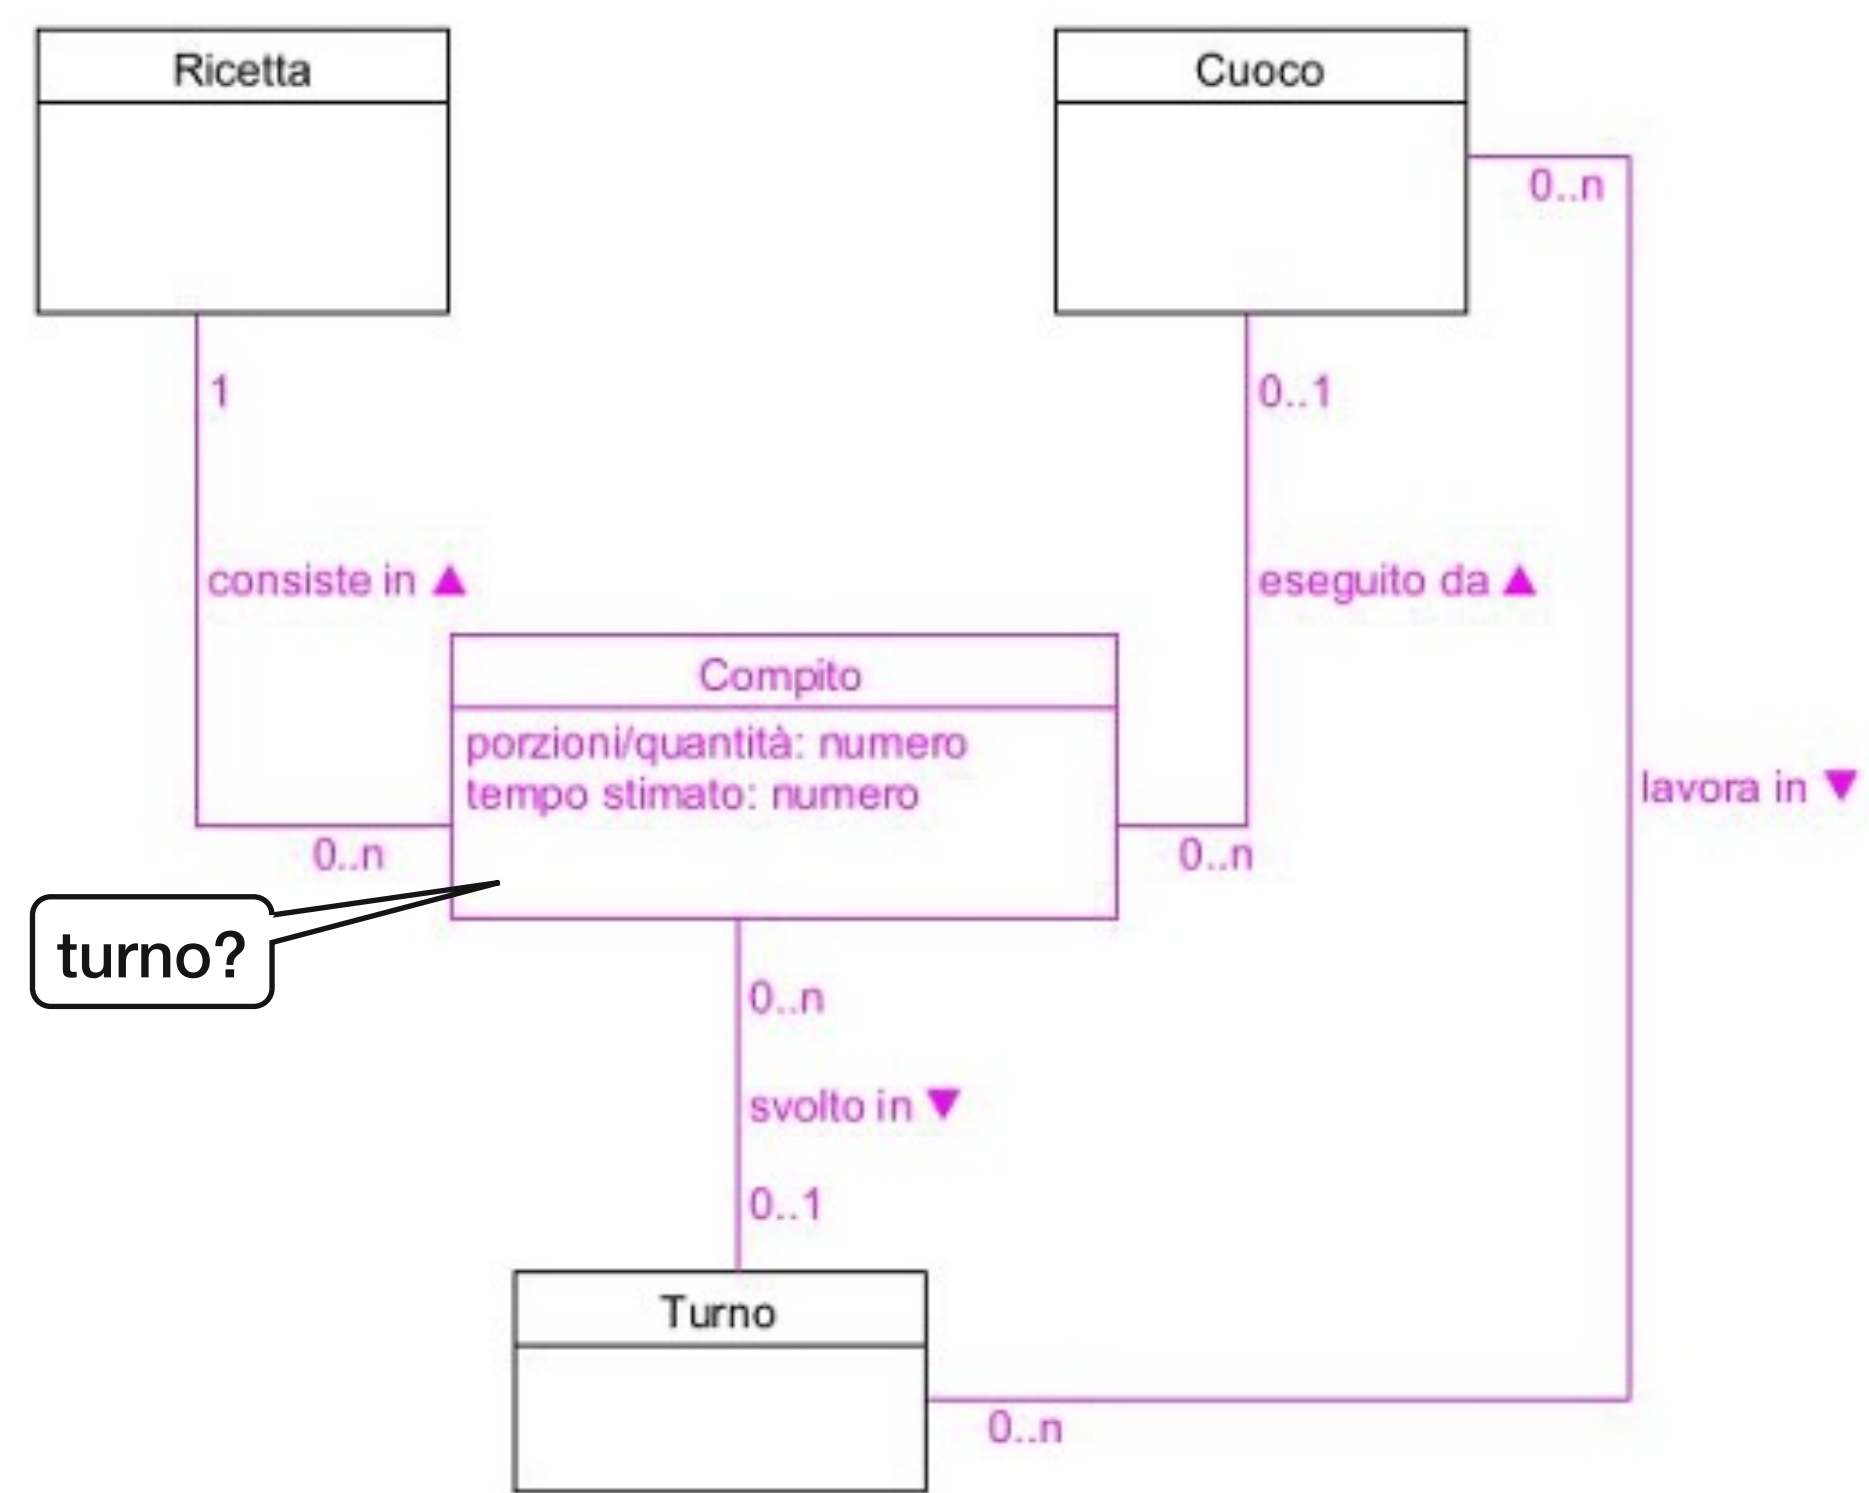 Ricetta
Cuoco
0..n
1
0..1
consiste in ▲
eseguito da ▲
Compito
porzioni/quantità: numero
tempo stimato: numero
lavora in ▼
0..n
0..n
turno?
0..n
svolto in ▼
0..1
Turno
0..n